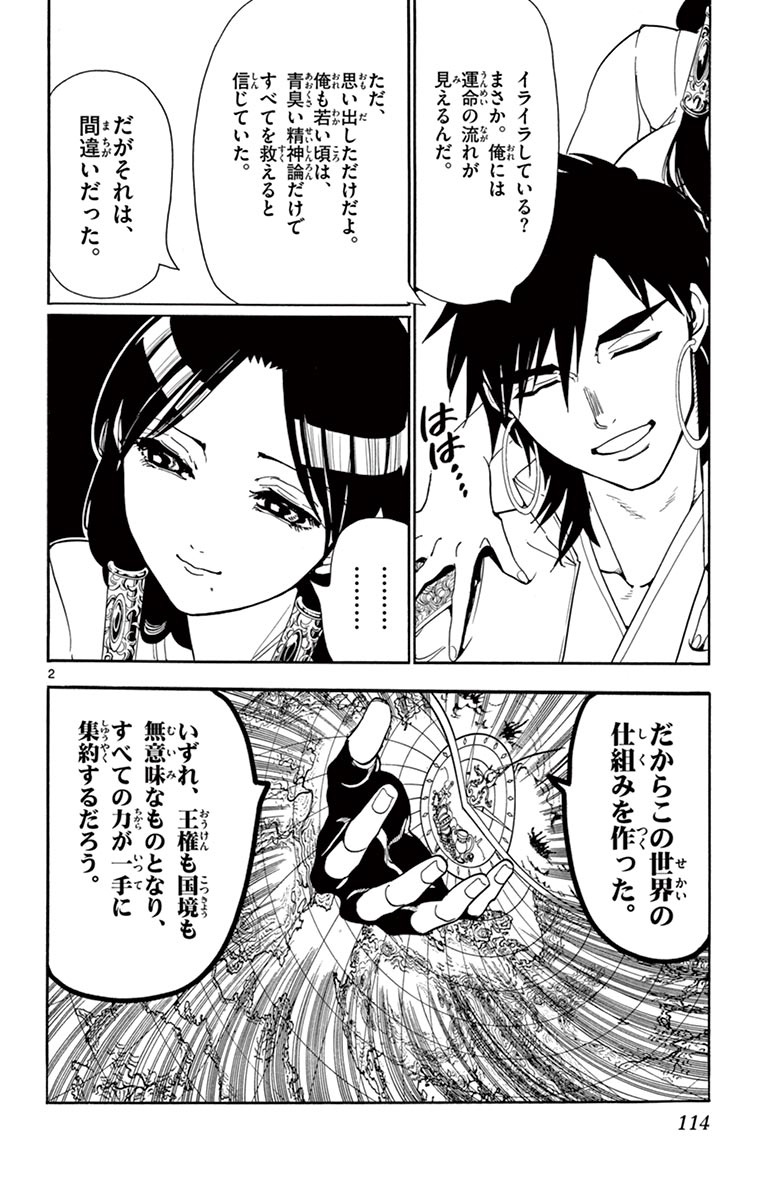 イライラしている?
まさか。俺には
運命の流れが
見えるんだ。
ただ、
思い出しただけだよ。
俺も若い頃は、
青臭い精神論だけで
すべてを救えると
信じていた。
だがそれは、
間違いだった。
はは…
………
………
2
だからこの世界の
仕組みを作った。
いずれ、王権も国境も
無意味なものとなり、
すべての力が一手に
集約するだろう。
114